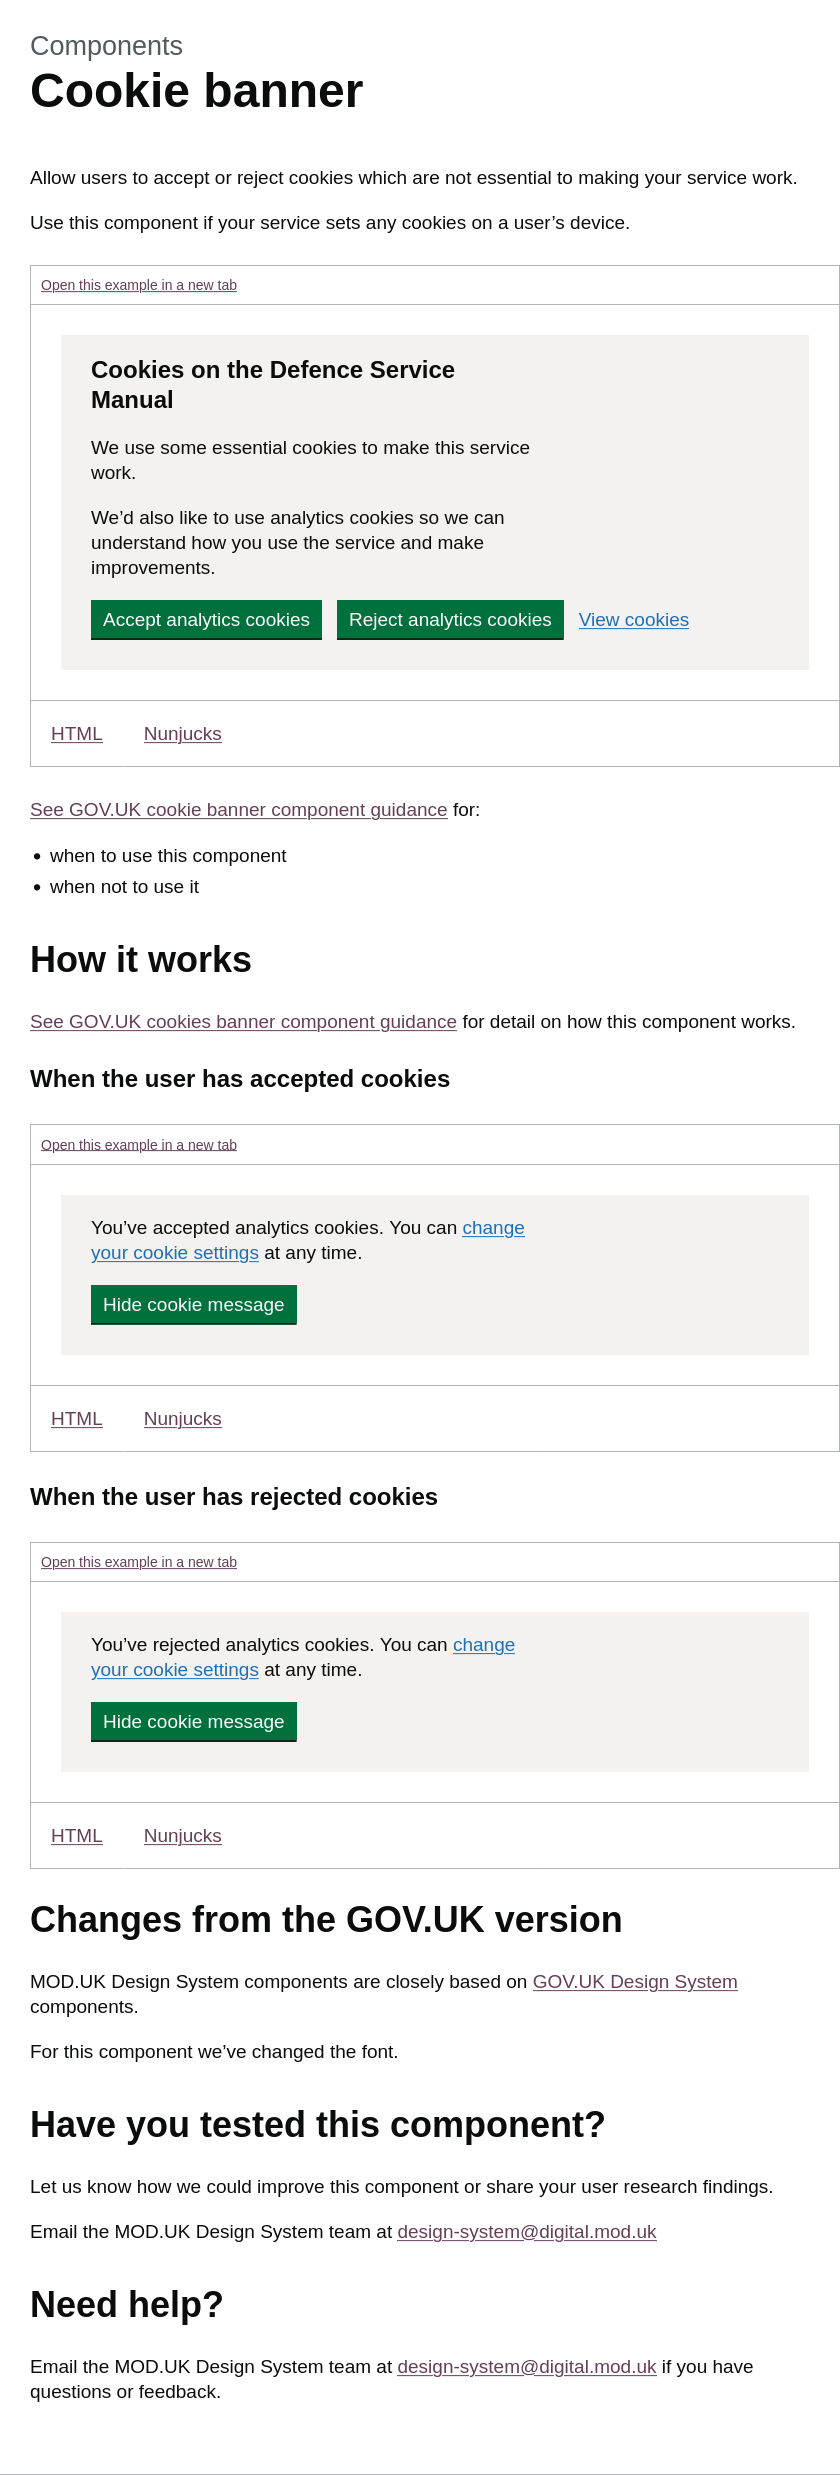 Components
Cookie banner
Allow users to accept or reject cookies which are not essential to making your service work.
Use this component if your service sets any cookies on a user’s device.
Open this example in a new tab
Cookies on the Defence Service
Manual
We use some essential cookies to make this service
work.
We’d also like to use analytics cookies so we can
understand how you use the service and make
improvements.
Accept analytics cookies Reject analytics cookies View cookies
HTML Nunjucks
See GOV.UK cookie banner component guidance for:
• when to use this component
• when not to use it
How it works
See GOV.UK cookies banner component guidance for detail on how this component works.
When the user has accepted cookies
Open this example in a new tab
You’ve accepted analytics cookies. You can change
your cookie settings at any time.
Hide cookie message
HTML Nunjucks
When the user has rejected cookies
Open this example in a new tab
You’ve rejected analytics cookies. You can change
your cookie settings at any time.
Hide cookie message
HTML Nunjucks
Changes from the GOV.UK version
MOD.UK Design System components are closely based on GOV.UK Design System
components.
For this component we’ve changed the font.
Have you tested this component?
Let us know how we could improve this component or share your user research findings.
Email the MOD.UK Design System team at design-system@digital.mod.uk
Need help?
Email the MOD.UK Design System team at design-system@digital.mod.uk if you have
questions or feedback.